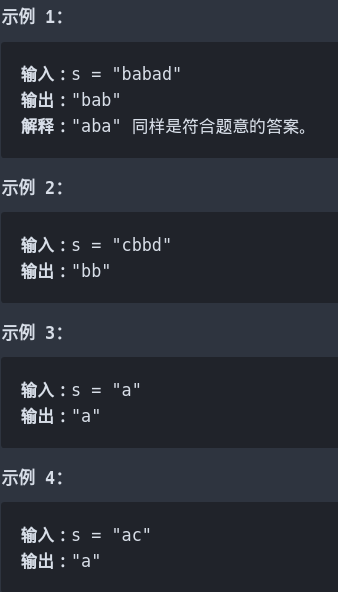 示例 1:
输入:s = "babad"
输出:"bab"
解释:"aba" 同样是符合题意的答案。
示例 2:
输入:s = "cbbd"
输出:"bb"
示例 3:
输入:s = "a"
输出:"a"
示例 4:
输入:s = "ac"
输出:"a"